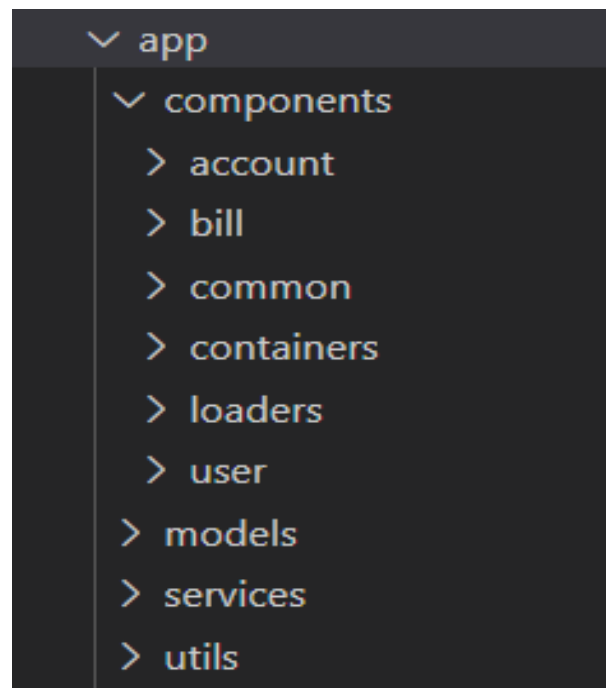 app
components
account
bill
common
containers
loaders
user
models
services
utils